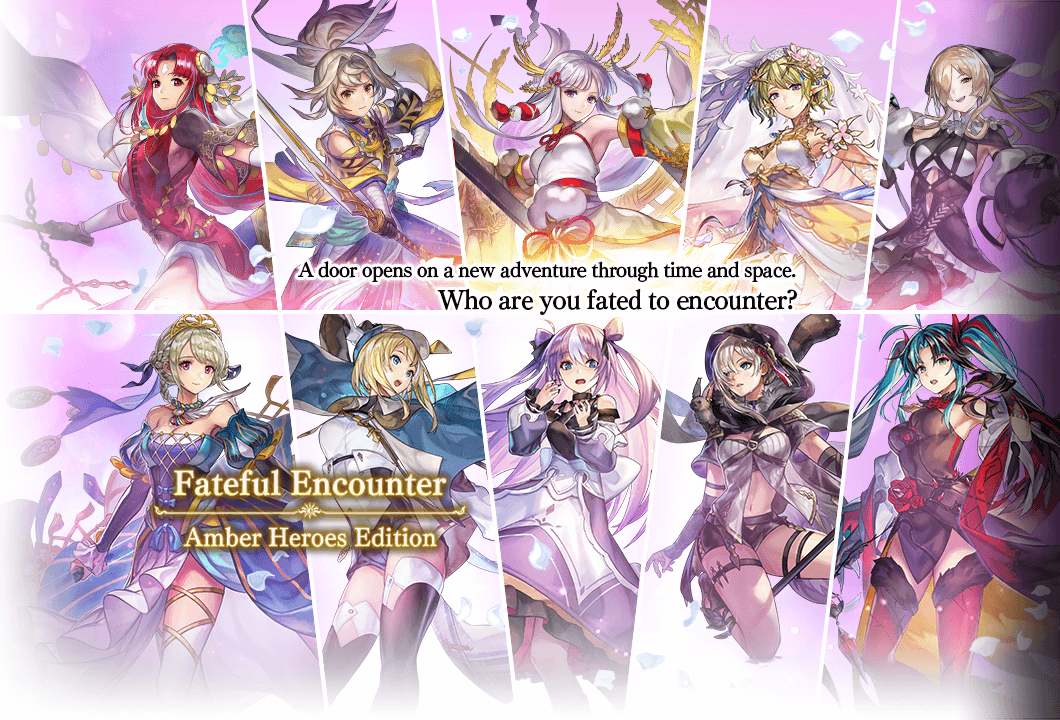 A door opens on a new adventure through time and space.
Who are you fated to encounter?
Fateful Encounter
Amber Heroes Edition